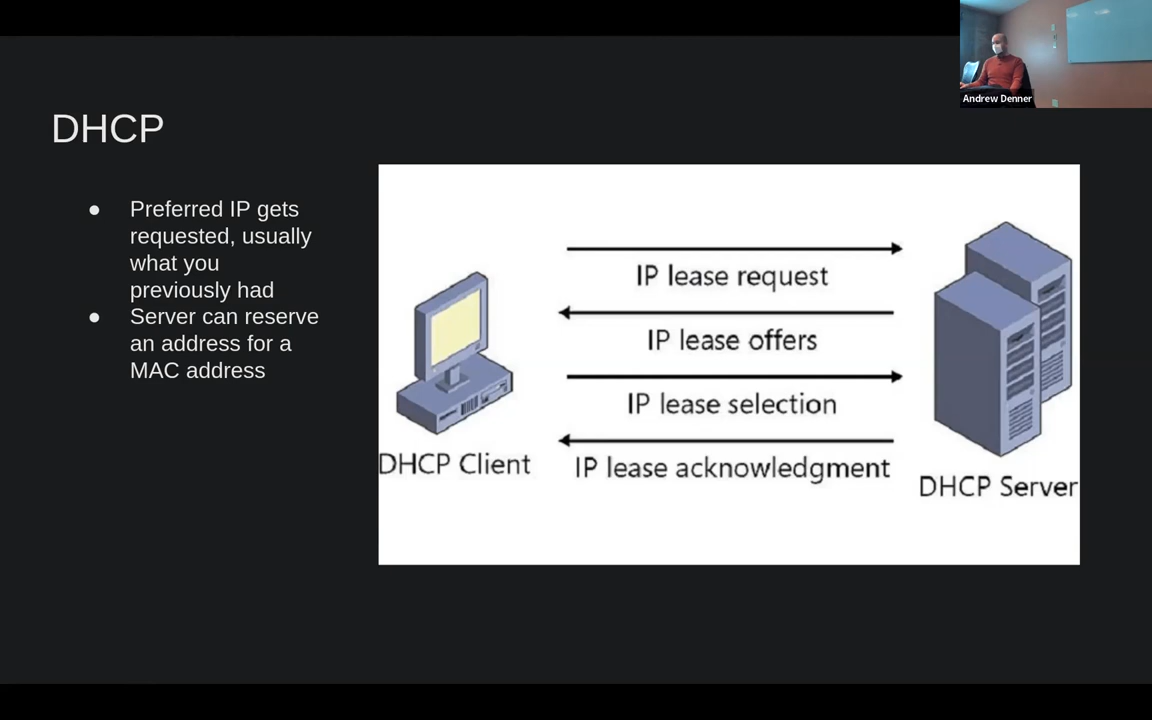 Andrew Denner
DHCP
● Preferred IP gets
requested, usually
what you
previously had
● Server can reserve
an address for a
MAC address
IP lease request
IP lease offers
IP lease selection
IP lease acknowledgment
DHCP Client
DHCP Server